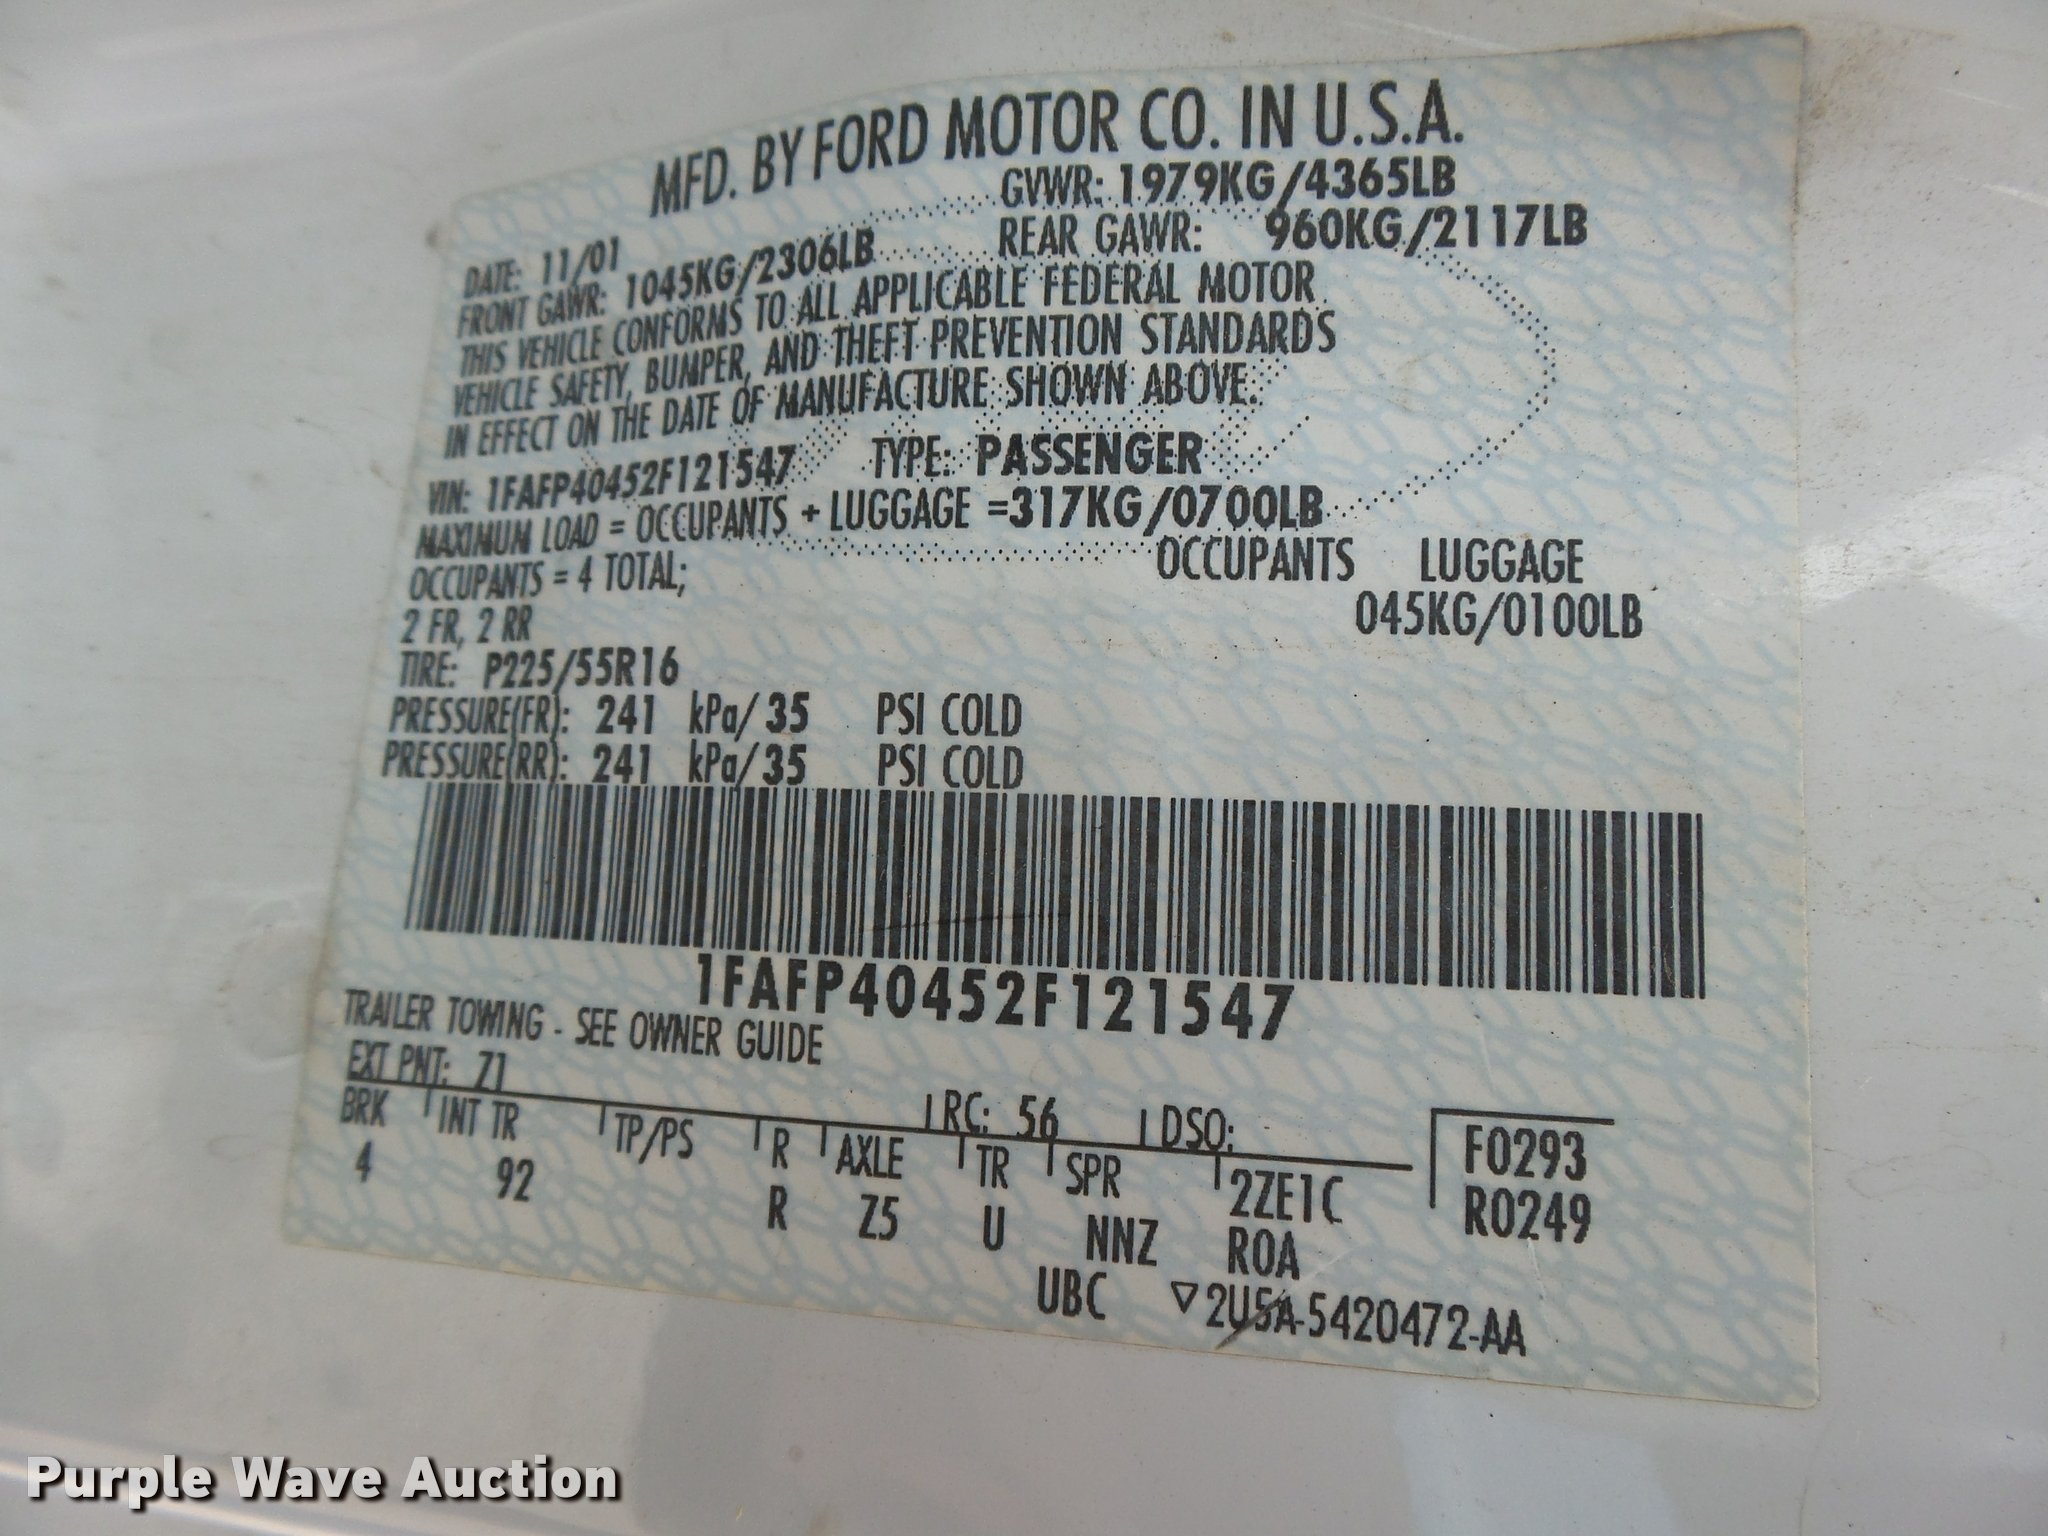 MFD. BY FORD MOTOR CO. IN U.S.A.
DATE: 11/01 GVWR: 1979KG/4365LB
FRONT GAWR: 1045KG/2306LB REAR GAWR: 960KG/2117LB
THIS VEHICLE CONFORMS TO ALL APPLICABLE FEDERAL MOTOR
VEHICLE SAFETY, BUMPER, AND THEFT PREVENTION STANDARDS
IN EFFECT ON THE DATE OF MANUFACTURE SHOWN ABOVE.
VIN: 1FAFP40452F121547 TYPE: PASSENGER
MAXIMUM LOAD = OCCUPANTS + LUGGAGE =317KG/0700LB
OCCUPANTS = 4 TOTAL; OCCUPANTS LUGGAGE
2 FR, 2 RR 045KG/0100LB
TIRE: P225/55R16
PRESSURE(FR): 241 kPa/ 35 PSI COLD
PRESSURE(RR): 241 kPa/ 35 PSI COLD
1FAFP40452F121547
TRAILER TOWING - SEE OWNER GUIDE
EXT PNT: Z1 RC: 56 DSO:
BRK INT TR TP/PS R AXLE TR SPR 2ZE1C F0293
4 92 R Z5 U NNZ ROA R0249
UBC ▽2U5A-5420472-AA
Purple Wave Auction